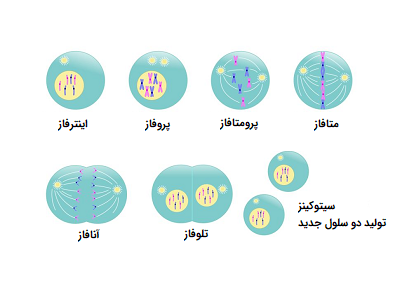 اینترفاز
پروفاز
پرومتافاز
متافاز
آنافاز
تلوفاز
سیتوکینز
تولید دو سلول جدید